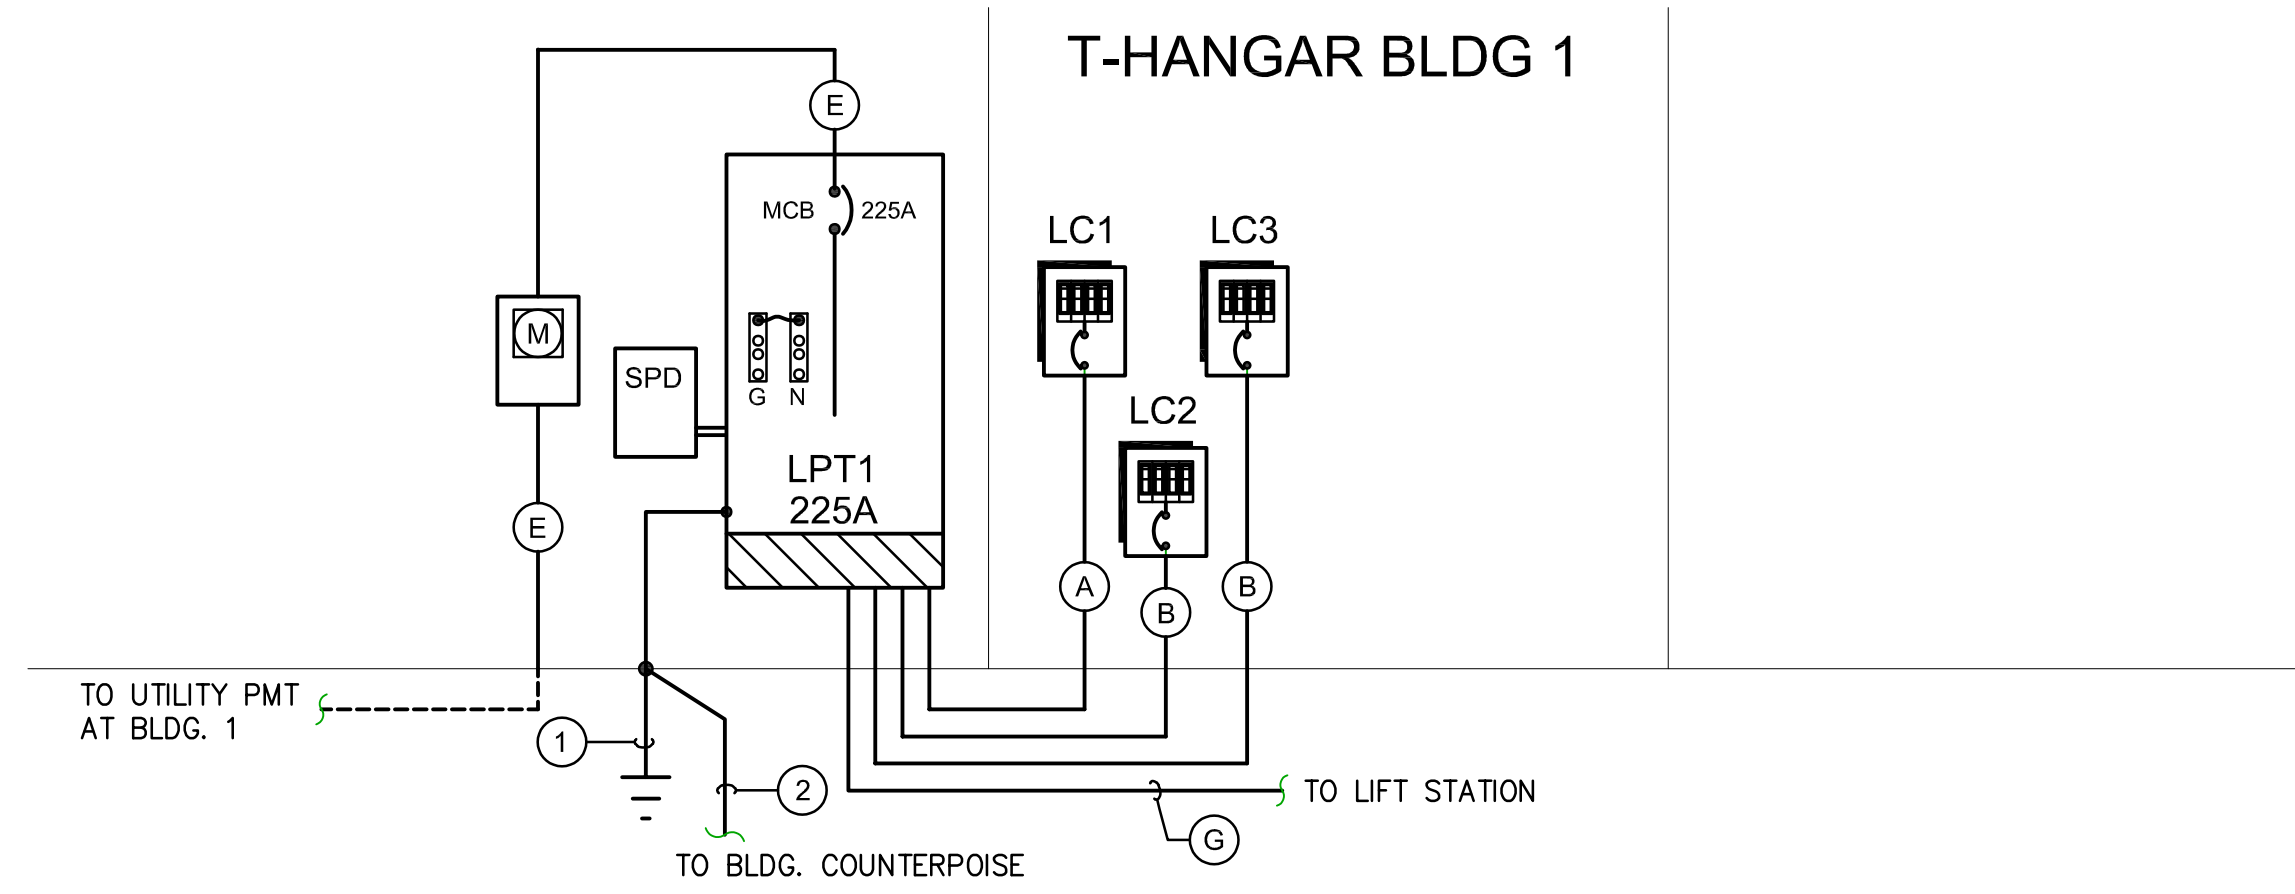 T-HANGAR BLDG 1
E
MCB 225A
LC1
LC3
M
SPD
G N
LC2
LPT1
225A
E
A
B
B
TO UTILITY PMT
AT BLDG. 1
1
2
TO LIFT STATION
G
TO BLDG. COUNTERPOISE